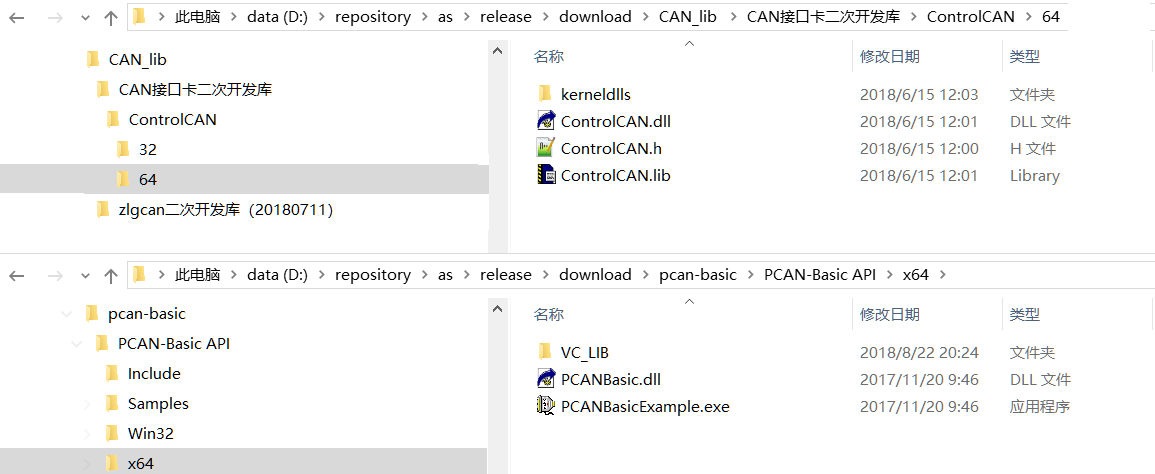 此电脑 > data (D:) > repository > as > release > download > CAN_lib > CAN接口卡二次开发库 > ControlCAN > 64
CAN_lib
CAN接口卡二次开发库
ControlCAN
32
64
zlgcan二次开发库（20180711）
名称 修改日期 类型
kerneldlls 2018/6/15 12:03 文件夹
ControlCAN.dll 2018/6/15 12:01 DLL 文件
ControlCAN.h 2018/6/15 12:00 H 文件
ControlCAN.lib 2018/6/15 12:01 Library
此电脑 > data (D:) > repository > as > release > download > pcan-basic > PCAN-Basic API > x64 >
pcan-basic
PCAN-Basic API
Include
Samples
Win32
x64
名称 修改日期 类型
VC_LIB 2018/8/22 20:24 文件夹
PCANBasic.dll 2017/11/20 9:46 DLL 文件
PCANBasicExample.exe 2017/11/20 9:46 应用程序